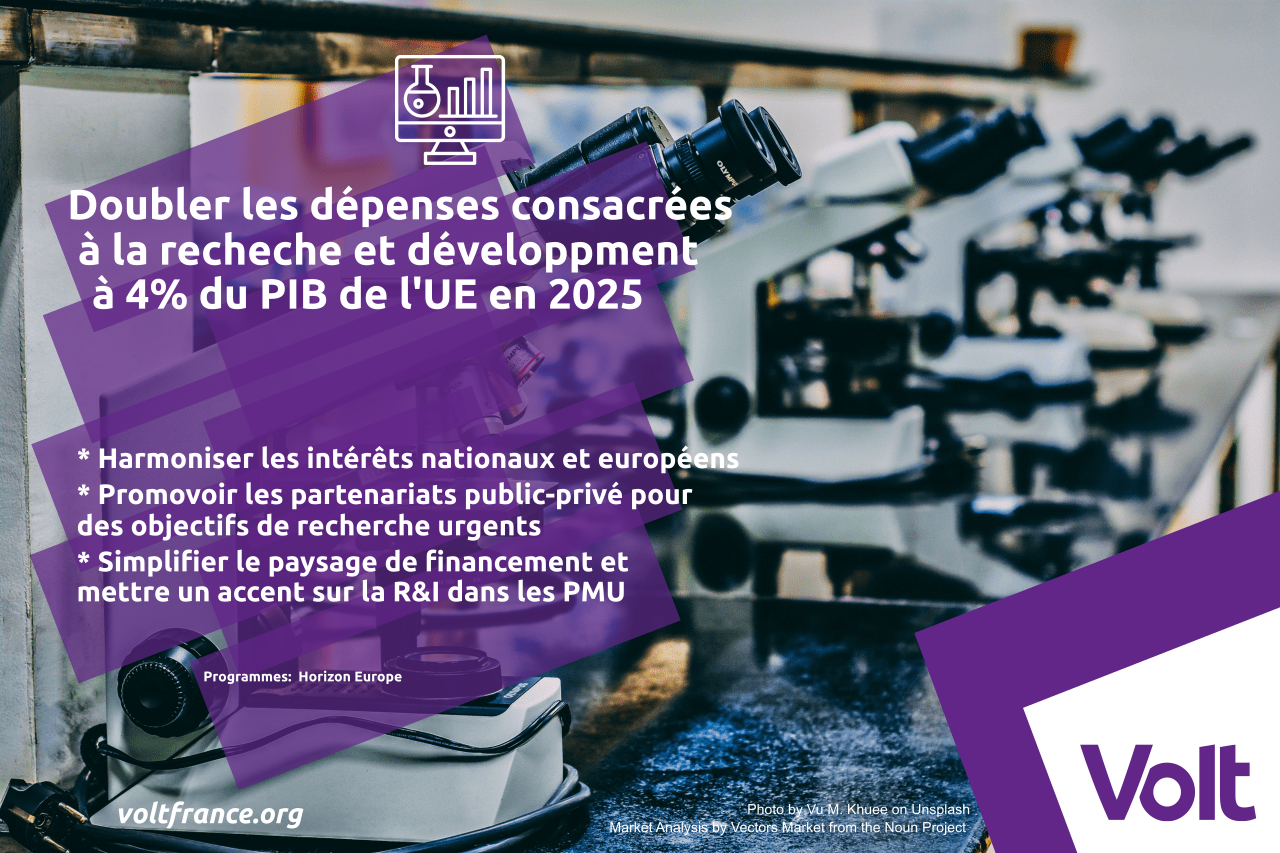 Doubler les dépenses consacrées
à la recheche et développment
à 4% du PIB de l'UE en 2025
* Harmoniser les intérêts nationaux et européens
* Promovoir les partenariats public-privé pour
des objectifs de recherche urgents
* Simplifier le paysage de financement et
mettre un accent sur la R&I dans les PMU
Programmes: Horizon Europe
voltfrance.org
Photo by Vu M. Khuee on Unsplash
Market Analysis by Vectors Market from the Noun Project
Volt